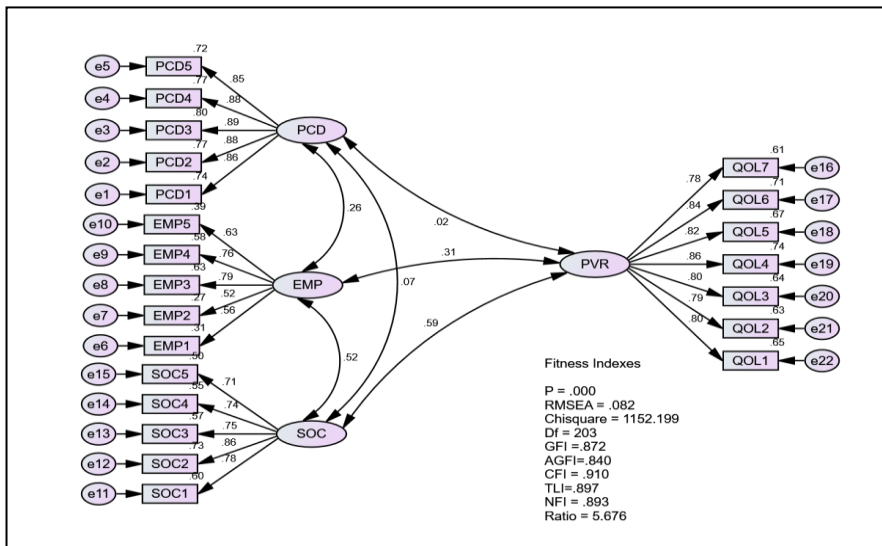 .72
e5 PCD5
.85
.77
e4 PCD4
.88
.80
e3 PCD3
.89
PCD
.77
e2 PCD2
.88
.74
e1 PCD1
.86
.39
e10 EMP5
.63
.58
e9 EMP4
.76
.63
e8 EMP3
.79
EMP
.27
e7 EMP2
.52
.31
e6 EMP1
.56
.50
e15 SOC5
.71
.55
e14 SOC4
.74
.57
e13 SOC3
.75
SOC
.73
e12 SOC2
.86
.60
e11 SOC1
.78
.26
.02
.31
.07
.59
.52
PVR
.61
.78
QOL7 e16
.71
.84
QOL6 e17
.67
.82
QOL5 e18
.74
.86
QOL4 e19
.64
.80
QOL3 e20
.63
.79
QOL2 e21
.65
.80
QOL1 e22
Fitness Indexes
P = .000
RMSEA = .082
Chisquare = 1152.199
Df = 203
GFI =.872
AGFI=.840
CFI = .910
TLI=.897
NFI = .893
Ratio = 5.676